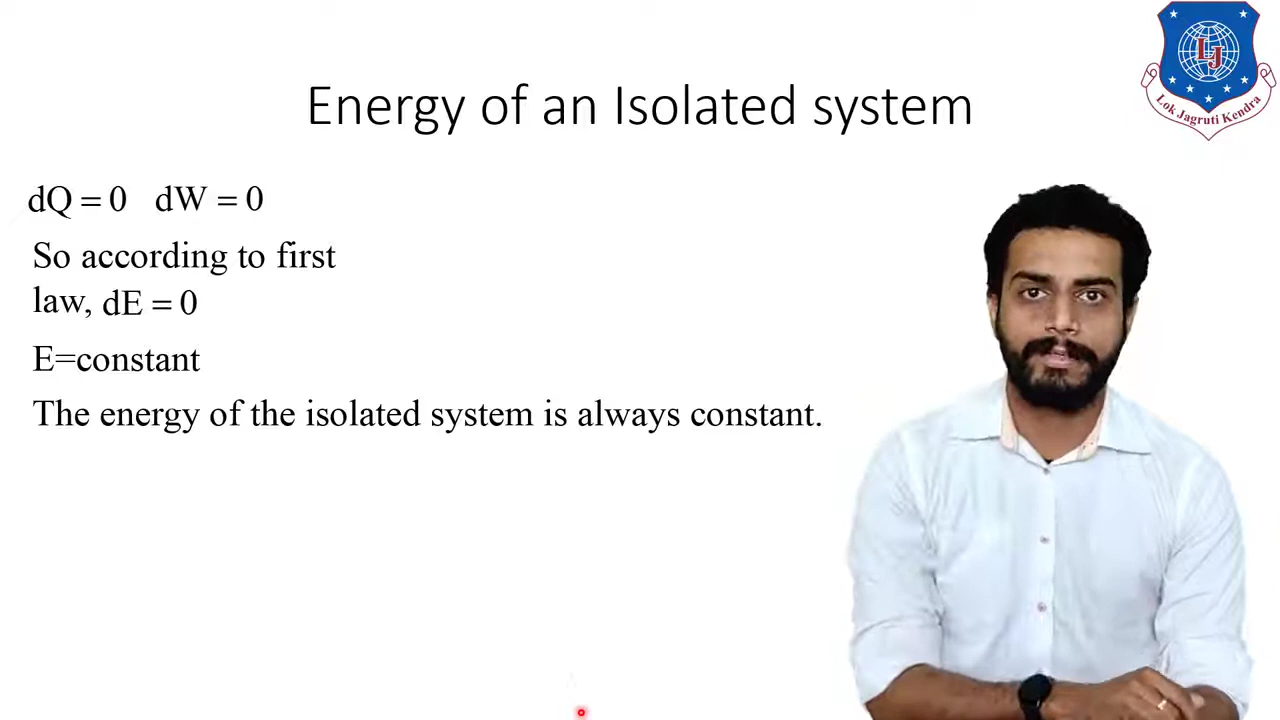 Energy of an Isolated system
dQ = 0 dW = 0
So according to first
law, dE = 0
E=constant
The energy of the isolated system is always constant.
LJ
Lok Jagruti Kendra